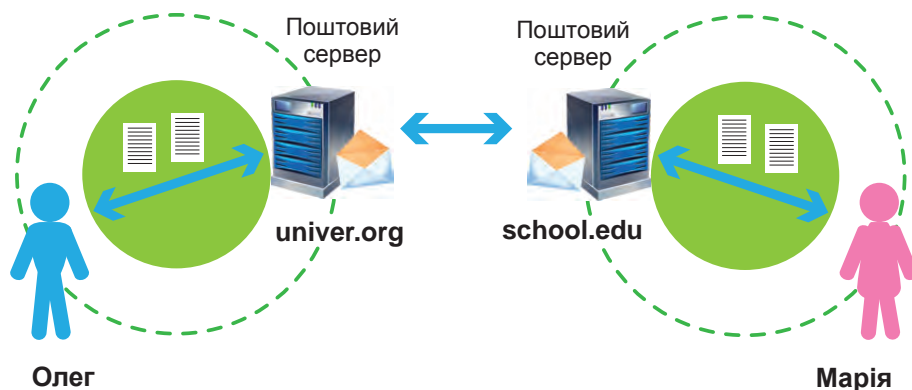 Поштовий
сервер
Поштовий
сервер
univer.org
school.edu
Олег
Марія